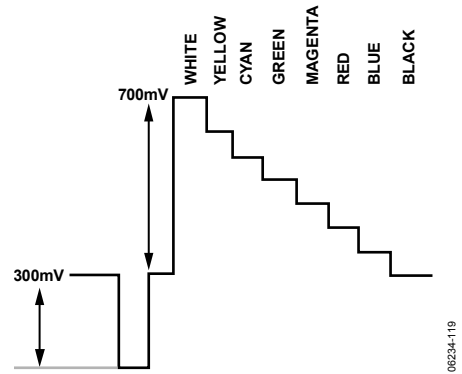 WHITE
YELLOW
CYAN
GREEN
MAGENTA
RED
BLUE
BLACK
700mV
300mV
06234-119